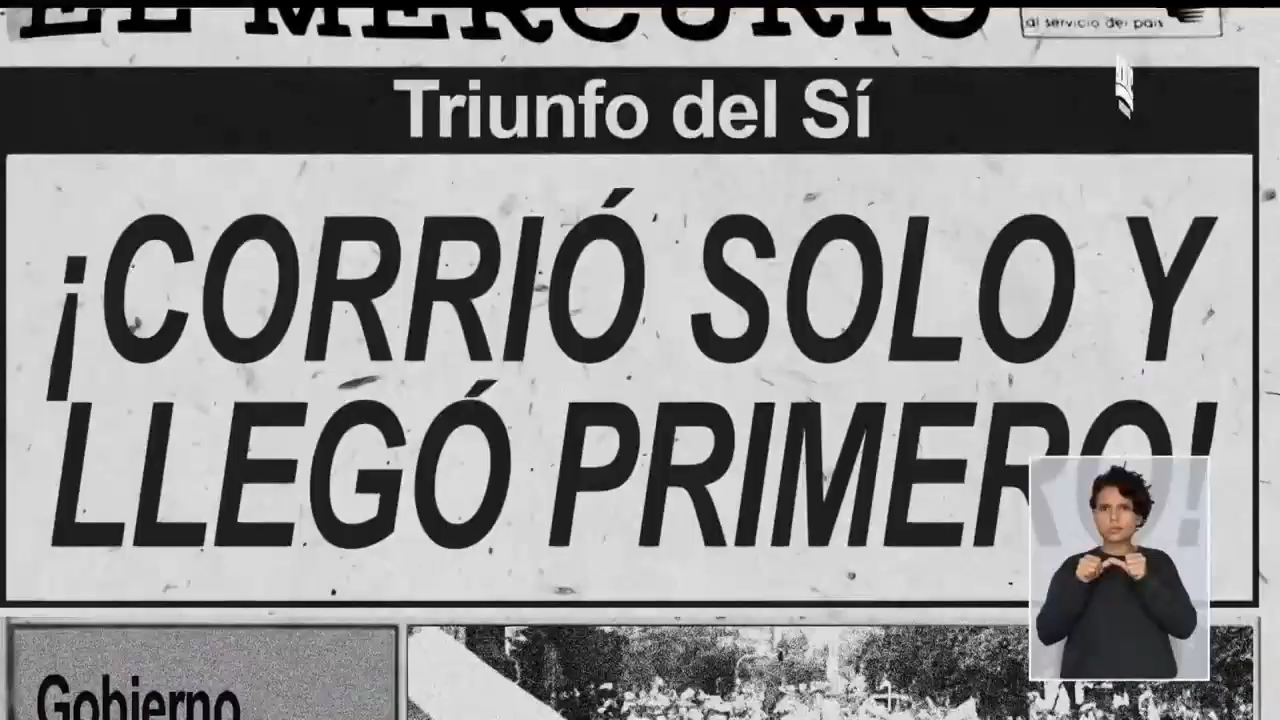 EL MERCURIO
al servicio del país
Triunfo del Sí
¡CORRIÓ SOLO Y
LLEGÓ PRIMERO!
Gobierno